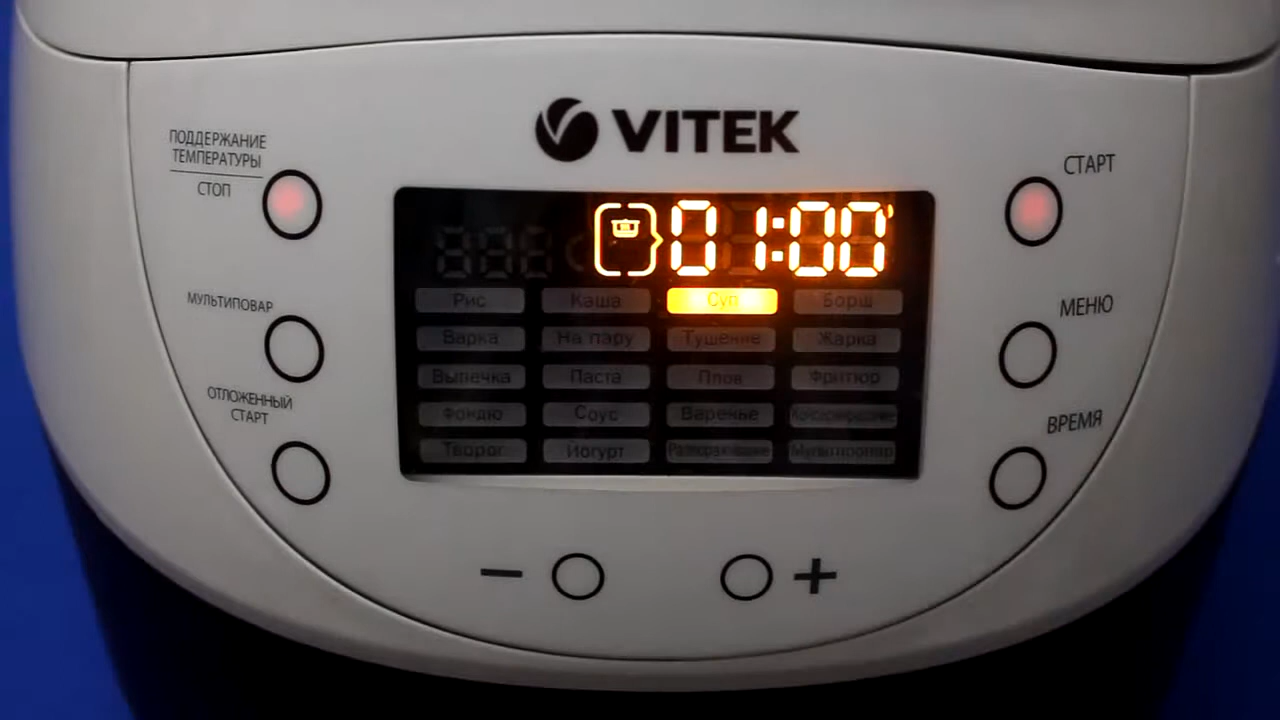 VITEK
ПОДДЕРЖАНИЕ
ТЕМПЕРАТУРЫ
СТОП
СТАРТ
01:00
Рис Каша Суп Борщ
МУЛЬТИПОВАР
МЕНЮ
Варка На пару Тушение Жарка
Выпечка Паста Плов Фритюр
ОТЛОЖЕННЫЙ
СТАРТ
ВРЕМЯ
Фондю Соус Варенье
Творог Йогурт Мультиповар
− +